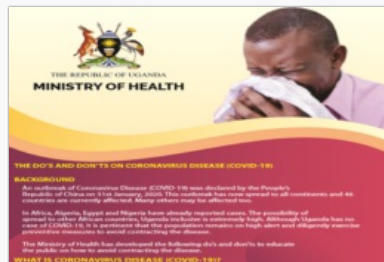 THE REPUBLIC OF UGANDA
MINISTRY OF HEALTH
THE DO'S AND DON'TS ON CORONAVIRUS DISEASE (COVID-19)
BACKGROUND
An outbreak of Coronavirus Disease (COVID-19) was declared by the People's
Republic of China on 31st January, 2020. This outbreak has now spread to all continents and 46
countries are currently affected. Many others may be affected too.
In Africa, Algeria, Egypt and Nigeria have already reported cases. The possibility of
spread to other African countries, Uganda inclusive is extremely high. Although Uganda has no
case of COVID-19, it is pertinent that the population remains on high alert and diligently exercise
preventive measures to avoid contracting the disease.
The Ministry of Health has developed the following do's and don'ts to educate
the public on how to avoid contracting the disease.
WHAT IS CORONAVIRUS DISEASE (COVID-19)?